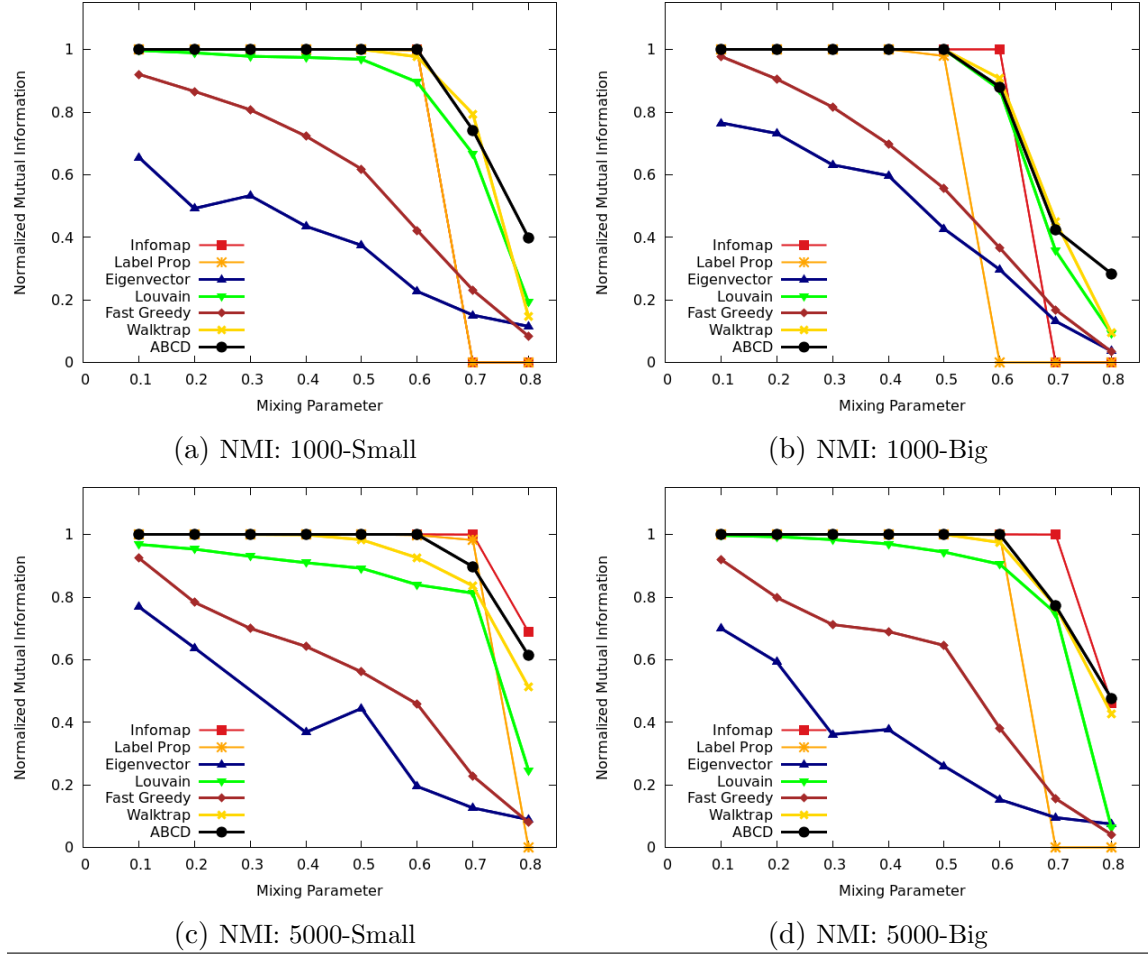 Normalized Mutual Information
1
0.8
0.6
0.4
0.2
0
Infomap
Label Prop
Eigenvector
Louvain
Fast Greedy
Walktrap
ABCD
0 0.1 0.2 0.3 0.4 0.5 0.6 0.7 0.8
Mixing Parameter
(a) NMI: 1000-Small
Normalized Mutual Information
1
0.8
0.6
0.4
0.2
0
Infomap
Label Prop
Eigenvector
Louvain
Fast Greedy
Walktrap
ABCD
0 0.1 0.2 0.3 0.4 0.5 0.6 0.7 0.8
Mixing Parameter
(b) NMI: 1000-Big
Normalized Mutual Information
1
0.8
0.6
0.4
0.2
0
Infomap
Label Prop
Eigenvector
Louvain
Fast Greedy
Walktrap
ABCD
0 0.1 0.2 0.3 0.4 0.5 0.6 0.7 0.8
Mixing Parameter
(c) NMI: 5000-Small
Normalized Mutual Information
1
0.8
0.6
0.4
0.2
0
Infomap
Label Prop
Eigenvector
Louvain
Fast Greedy
Walktrap
ABCD
0 0.1 0.2 0.3 0.4 0.5 0.6 0.7 0.8
Mixing Parameter
(d) NMI: 5000-Big